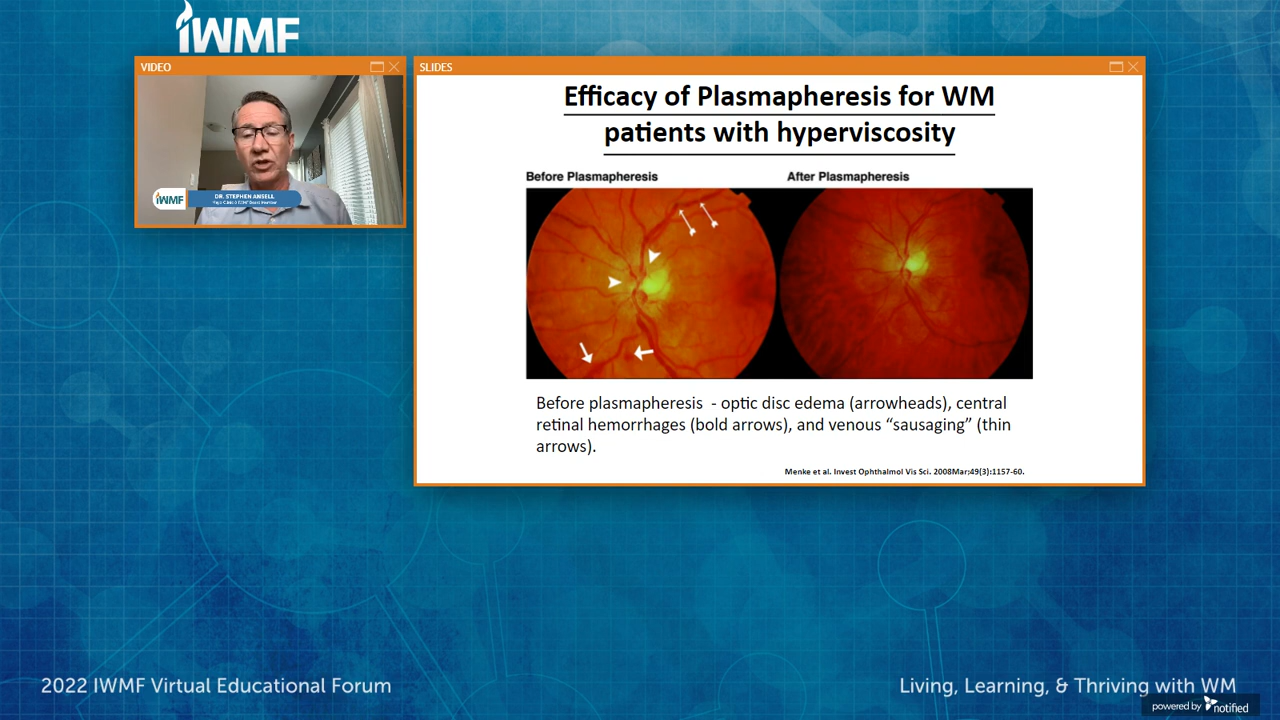 IWMF
VIDEO
SLIDES
Efficacy of Plasmapheresis for WM
patients with hyperviscosity
Before Plasmapheresis
After Plasmapheresis
IWMF
DR. STEPHEN ANSELL
Before plasmapheresis - optic disc edema (arrowheads), central
retinal hemorrhages (bold arrows), and venous “sausaging” (thin
arrows).
Menke et al. Invest Ophthalmol Vis Sci. 2008Mar;49(3):1157-60.
2022 IWMF Virtual Educational Forum
Living, Learning, & Thriving with WM
powered by notified